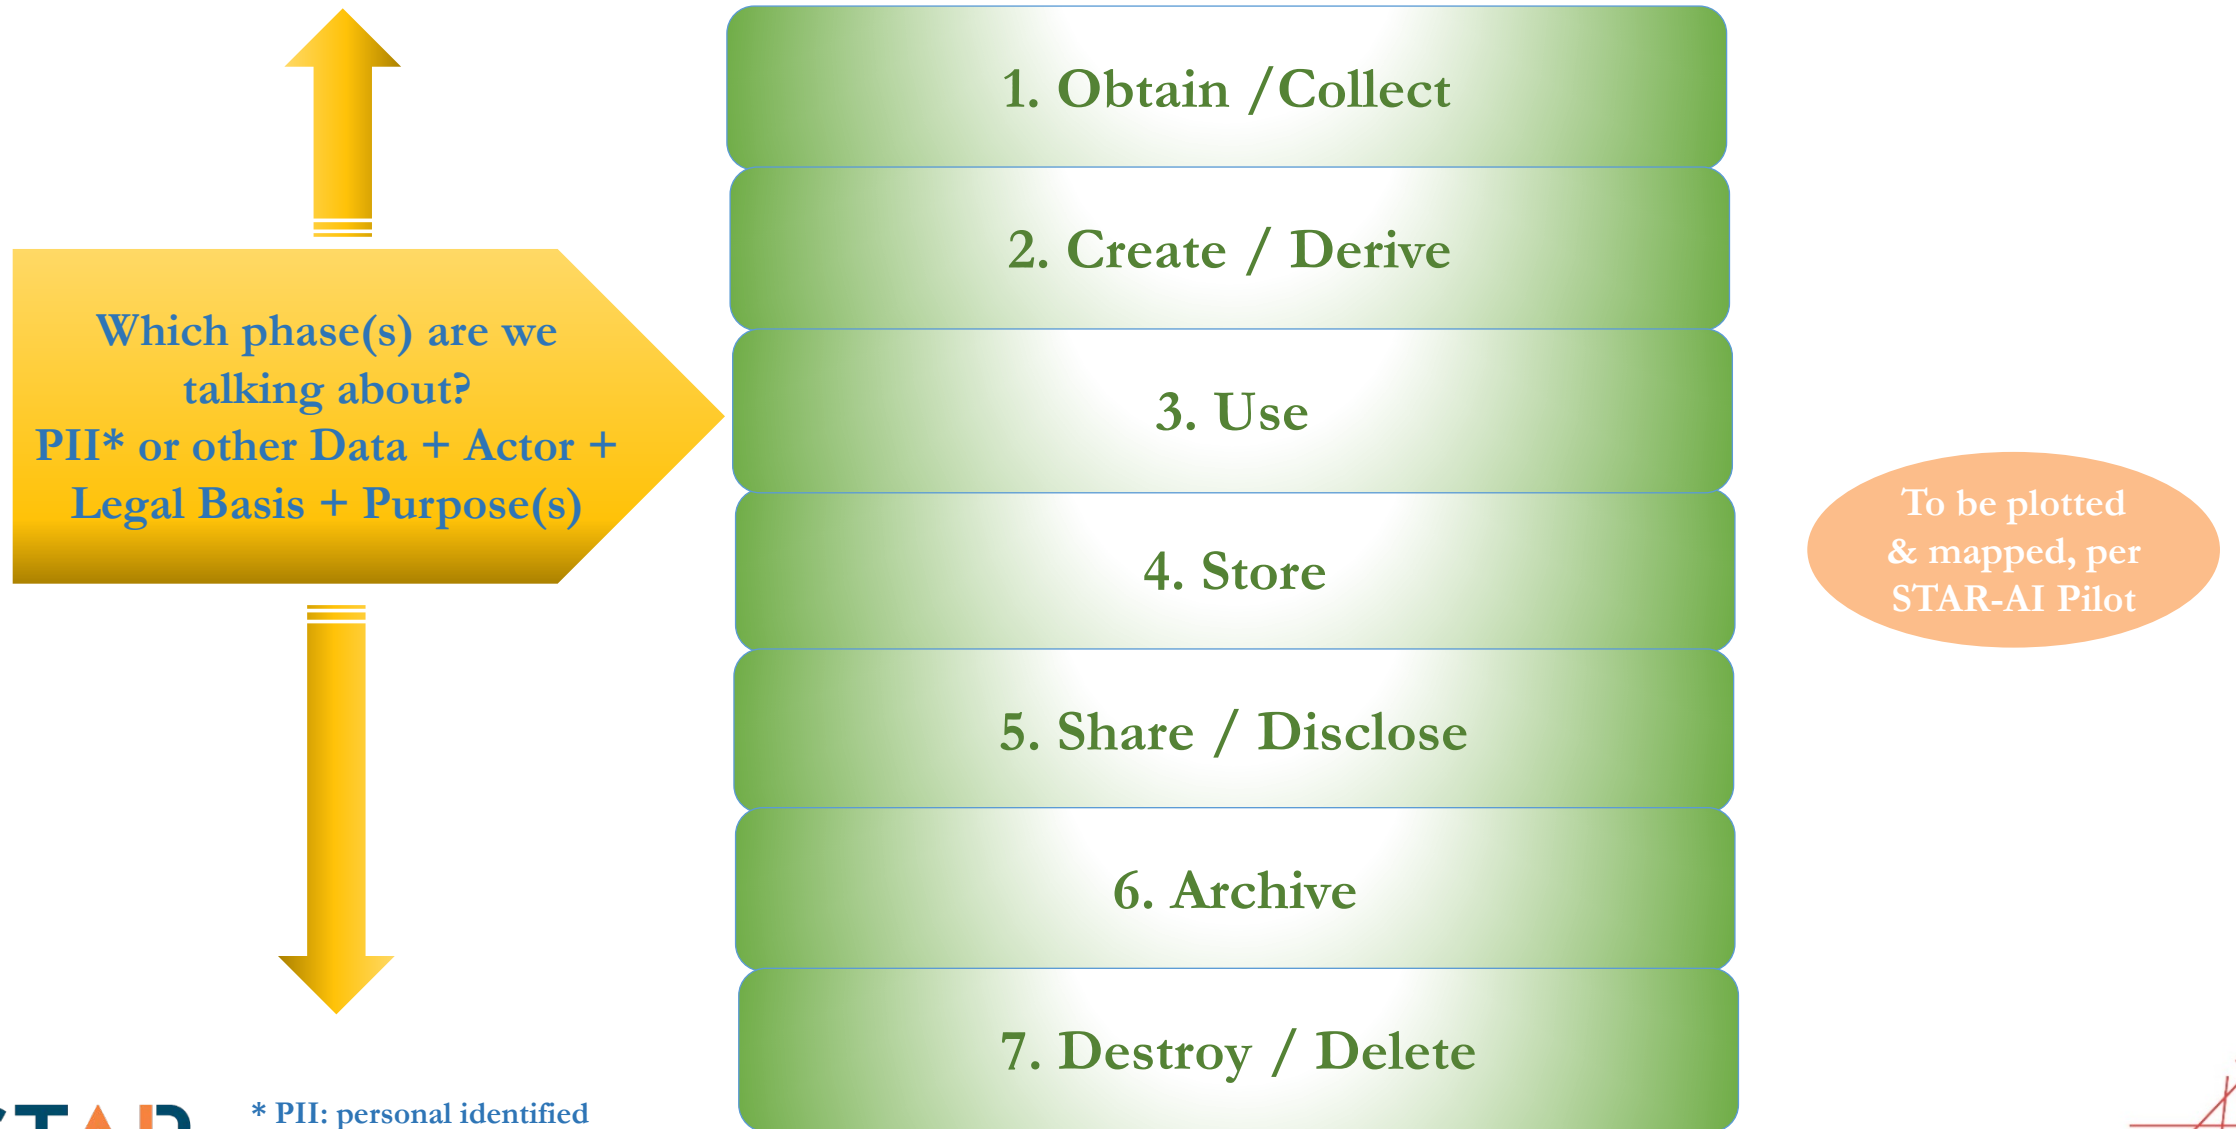 1. Obtain /Collect
2. Create / Derive
Which phase(s) are we
talking about?
PII* or other Data + Actor +
Legal Basis + Purpose(s)
3. Use
4. Store
To be plotted
& mapped, per
STAR-AI Pilot
5. Share / Disclose
6. Archive
7. Destroy / Delete
* PII: personal identified